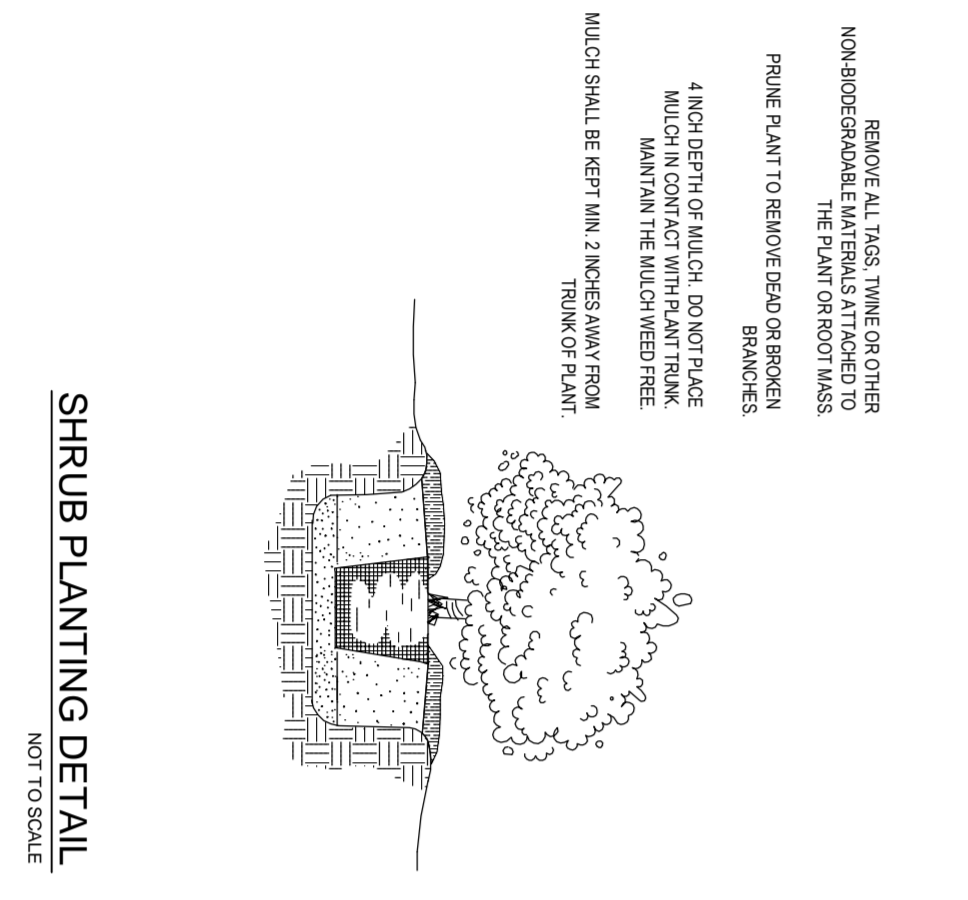 REMOVE ALL TAGS, TWINE OR OTHER
NON-BIODEGRADABLE MATERIALS ATTACHED TO
THE PLANT OR ROOT MASS.
PRUNE PLANT TO REMOVE DEAD OR BROKEN
BRANCHES.
4 INCH DEPTH OF MULCH. DO NOT PLACE
MULCH IN CONTACT WITH PLANT TRUNK.
MAINTAIN THE MULCH WEED FREE.
MULCH SHALL BE KEPT MIN. 2 INCHES AWAY FROM
TRUNK OF PLANT.
SHRUB PLANTING DETAIL
NOT TO SCALE